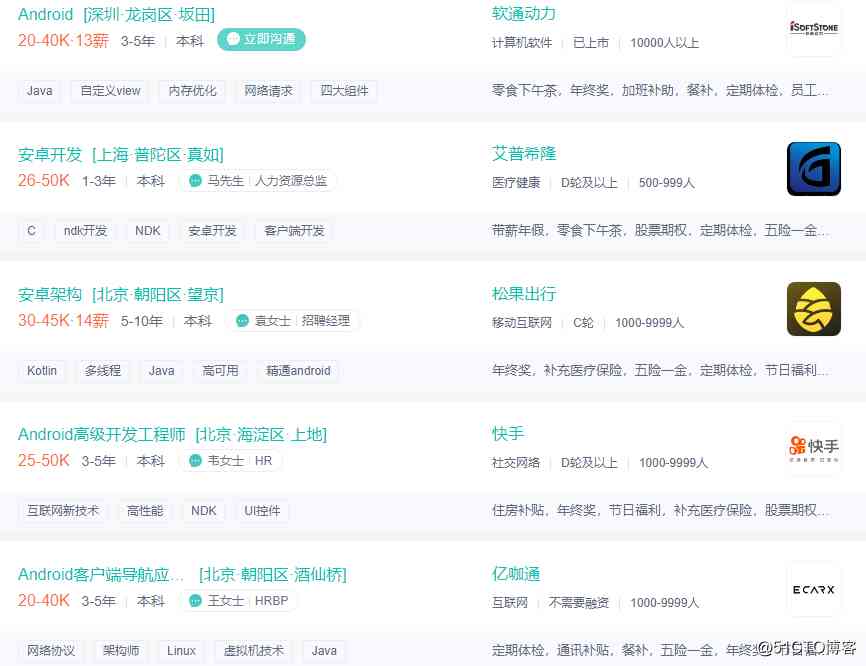 Android [深圳·龙岗区·坂田]
20-40K·13薪 3-5年 本科 立即沟通
Java 自定义view 内存优化 网络请求 四大组件
软通动力
计算机软件 已上市 10000人以上
iSOFTSTONE
零食下午茶，年终奖，加班补助，餐补，定期体检，员工...
安卓开发 [上海·普陀区·真如]
26-50K 1-3年 本科 马先生 人力资源总监
C ndk开发 NDK 安卓开发 客户端开发
艾普希隆
医疗健康 D轮及以上 500-999人
带薪年假，零食下午茶，股票期权，定期体检，五险一金...
安卓架构 [北京·朝阳区·望京]
30-45K·14薪 5-10年 本科 袁女士 招聘经理
Kotlin 多线程 Java 高可用 精通android
松果出行
移动互联网 C轮 1000-9999人
年终奖，补充医疗保险，五险一金，定期体检，节日福利...
Android高级开发工程师 [北京·海淀区·上地]
25-50K 3-5年 本科 韦女士 HR
互联网新技术 高性能 NDK UI控件
快手
社交网络 D轮及以上 1000-9999人
快手
住房补贴，年终奖，节日福利，补充医疗保险，股票期权...
Android客户端导航应... [北京·朝阳区·酒仙桥]
20-40K 3-5年 本科 王女士 HRBP
网络协议 架构师 Linux 虚拟机技术 Java
亿咖通
互联网 不需要融资 1000-9999人
ECARX
定期体检，通讯补贴，餐补，五险一金，年终
@51CTO博客